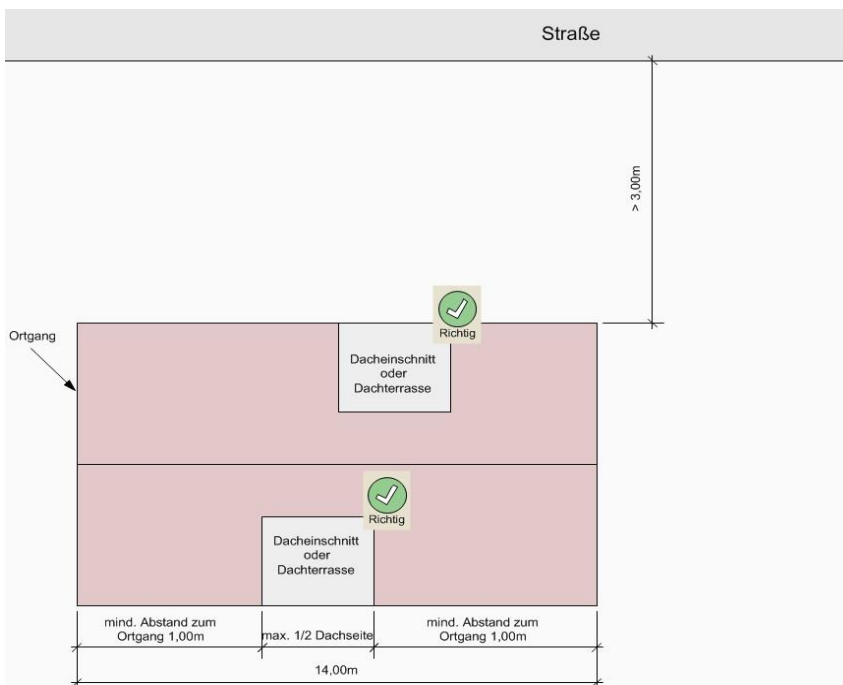 Straße
> 3,00m
Richtig
Ortgang
Dacheinschnitt
oder
Dachterrasse
Richtig
Dacheinschnitt
oder
Dachterrasse
mind. Abstand zum
Ortgang 1,00m
max. 1/2 Dachseite
mind. Abstand zum
Ortgang 1,00m
14,00m